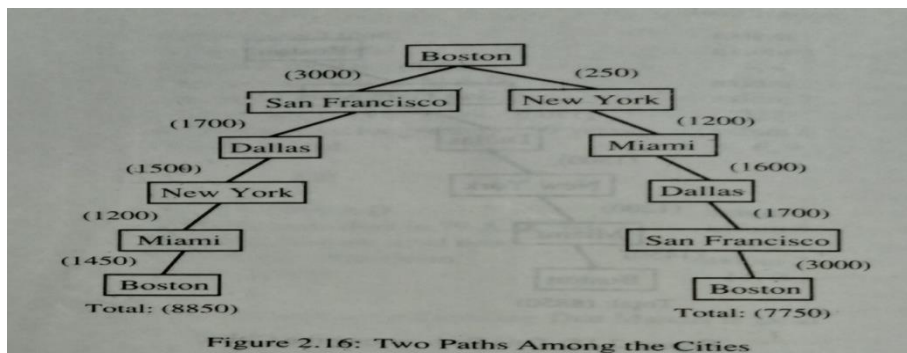 Boston
(3000) (250)
San Francisco New York
(1700) (1200)
Dallas Miami
(1500) (1600)
New York Dallas
(1200) (1700)
Miami San Francisco
(1450) (3000)
Boston Boston
Total: (8850) Total: (7750)
Figure 2.16: Two Paths Among the Cities